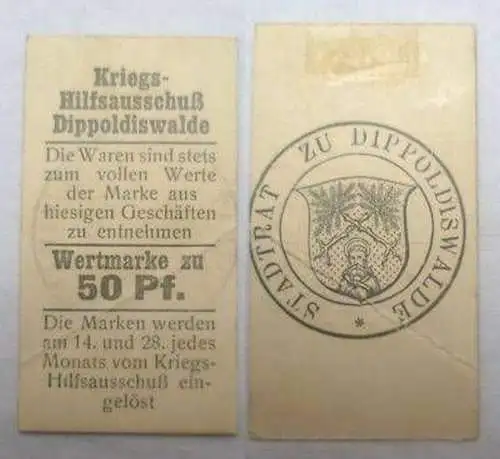 Kriegs-
Hilfsausschuß
Dippoldiswalde
Die Waren sind stets
zum vollen Werte
der Marke aus
hiesigen Geschäften
zu entnehmen
Wertmarke zu
50 Pf.
Die Marken werden
am 14. und 28. jedes
Monats vom Kriegs-
Hilfsausschuß ein-
gelöst
STADTRAT ZU DIPPOLDISWALDE *